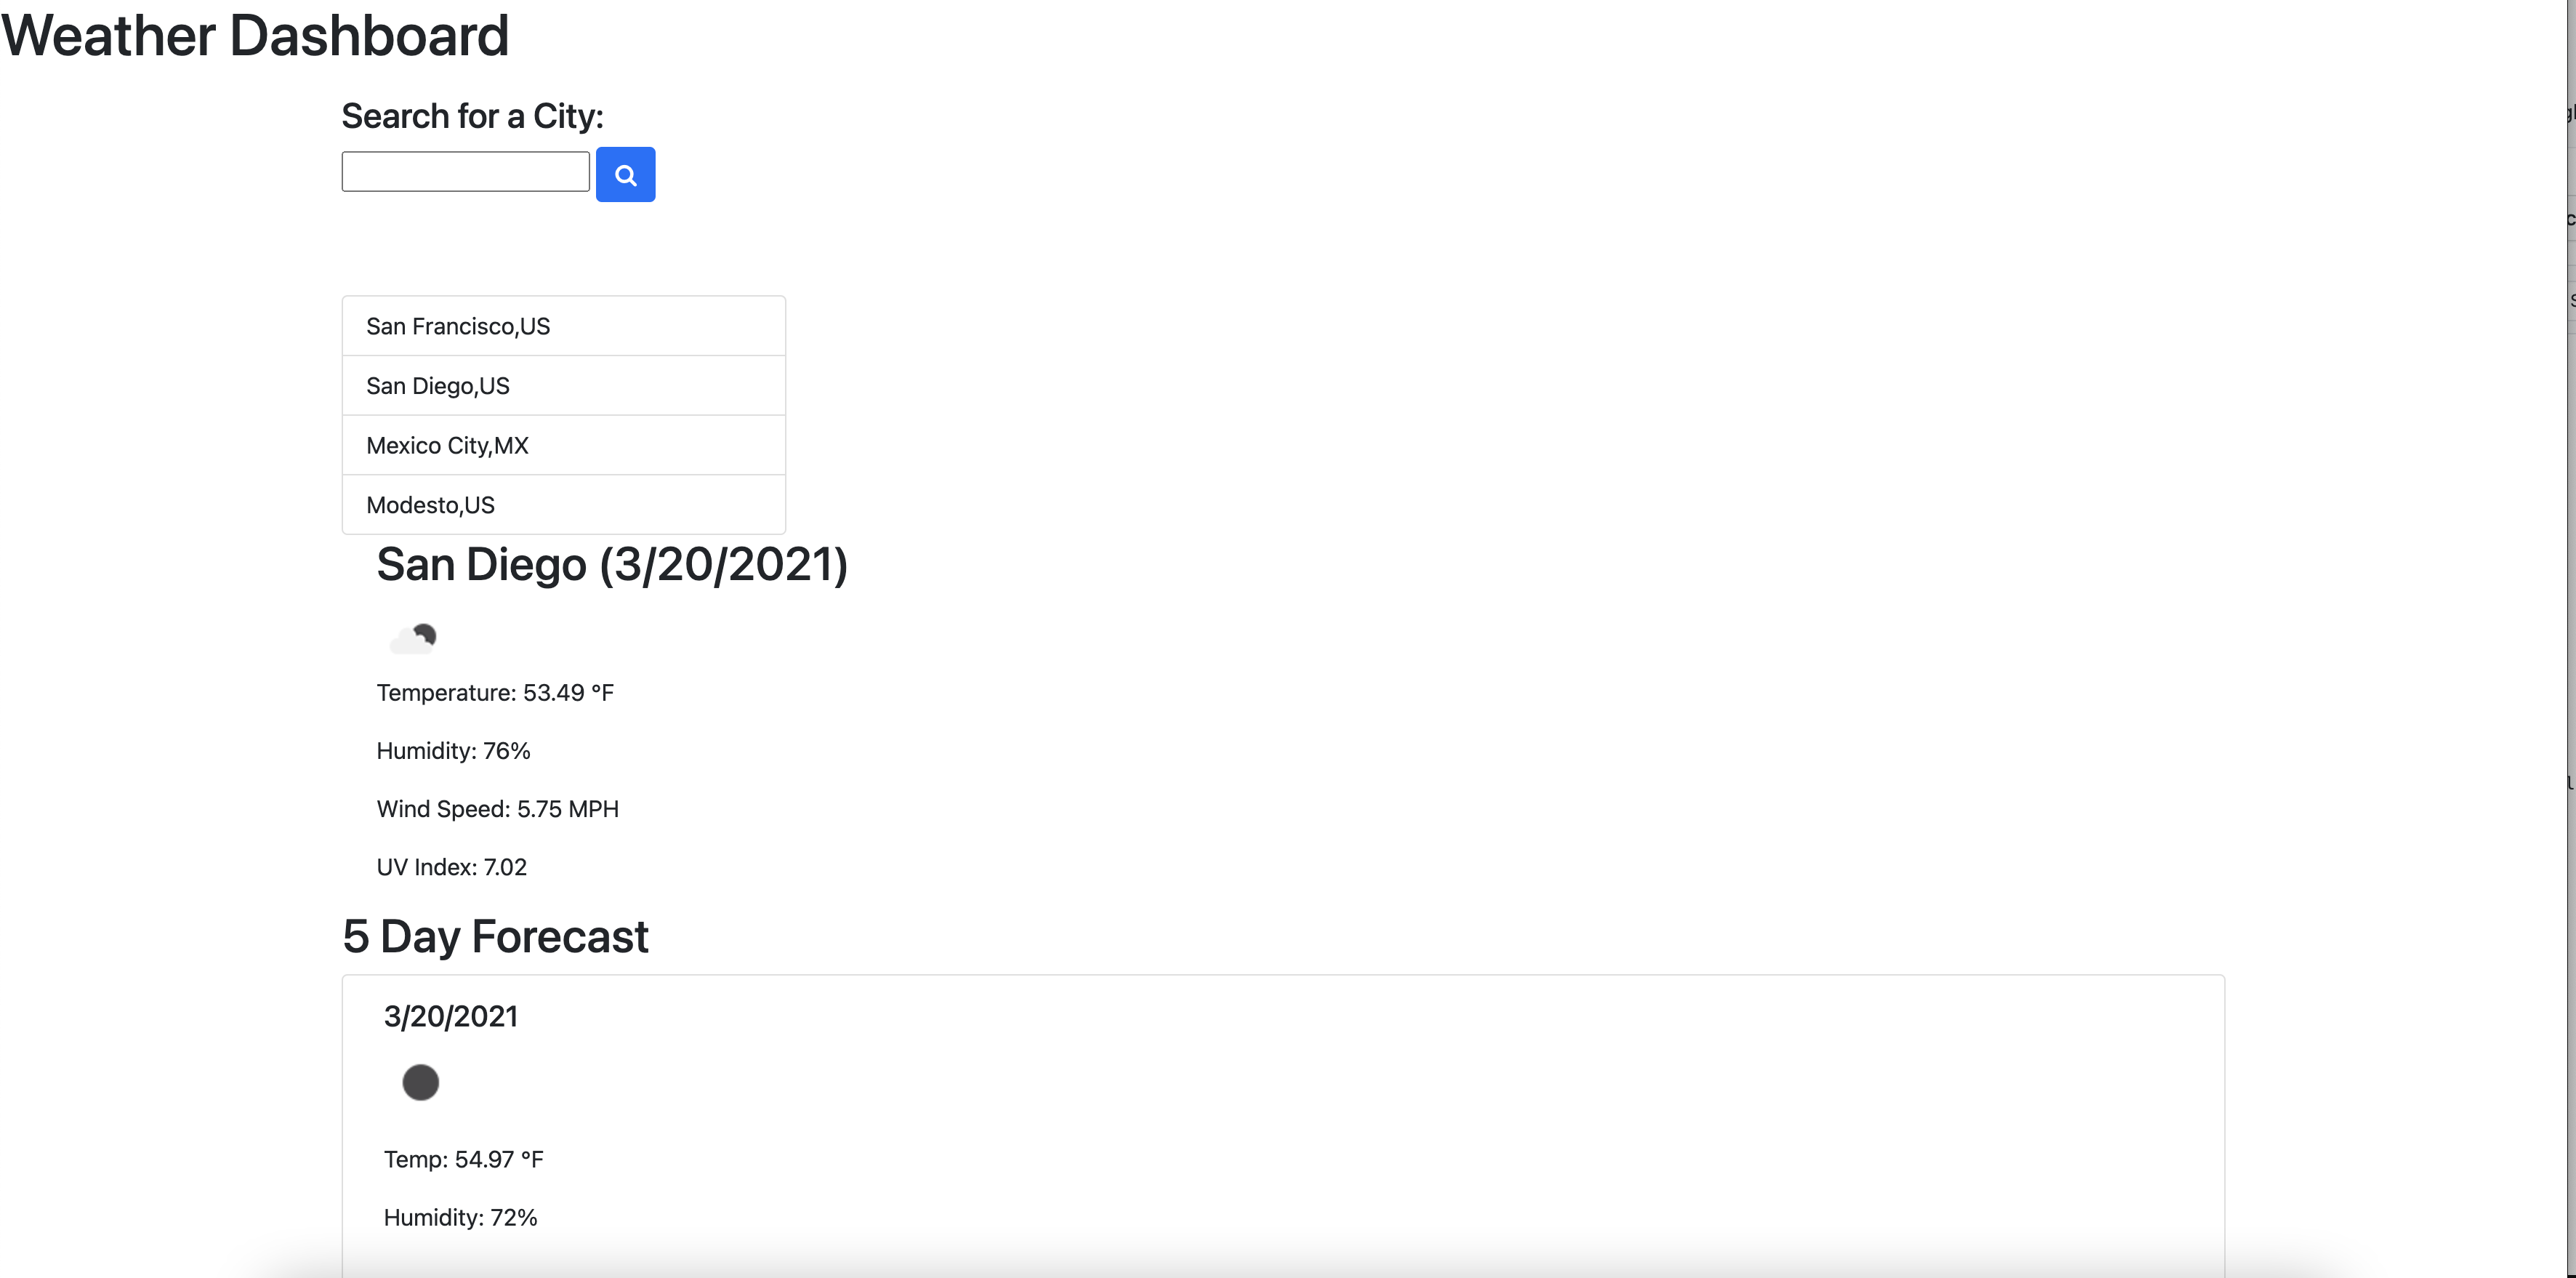 Weather Dashboard
Search for a City:
San Francisco,US
San Diego,US
Mexico City,MX
Modesto,US
San Diego (3/20/2021)
Temperature: 53.49 °F
Humidity: 76%
Wind Speed: 5.75 MPH
UV Index: 7.02
5 Day Forecast
3/20/2021
Temp: 54.97 °F
Humidity: 72%